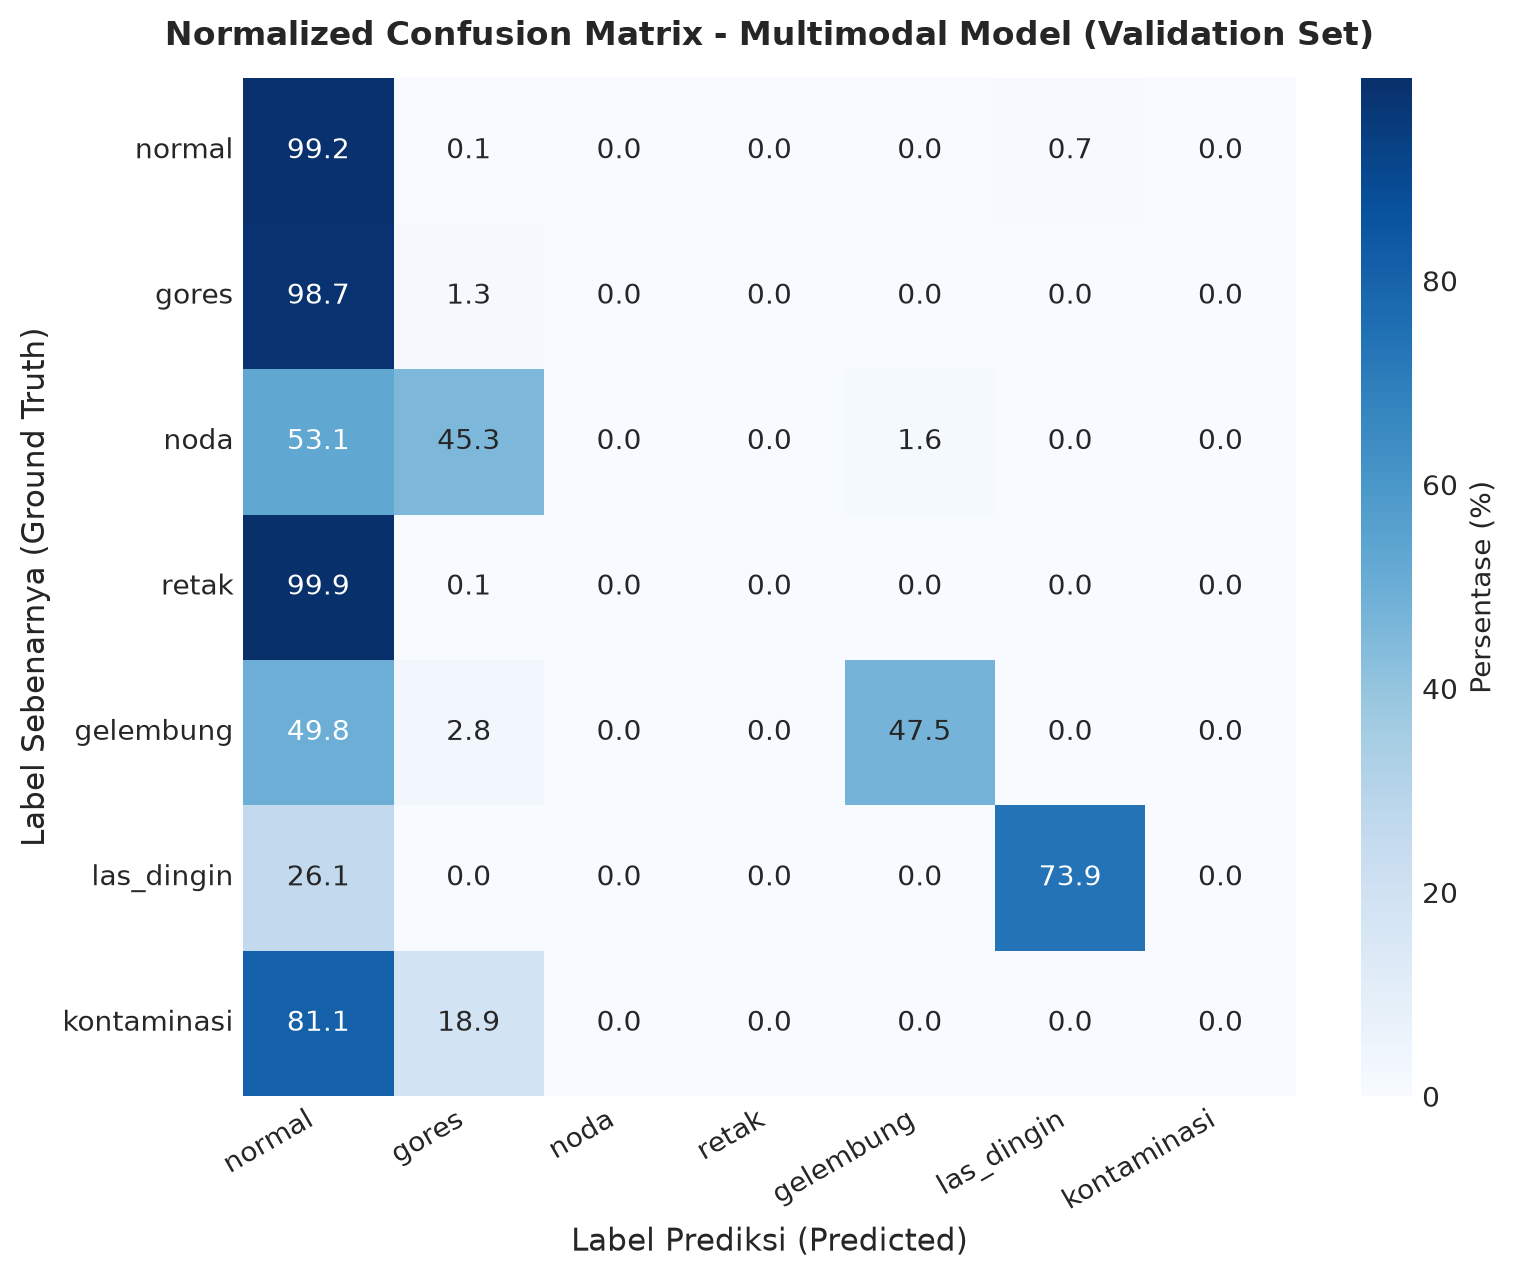 Normalized Confusion Matrix - Multimodal Model (Validation Set)
Label Sebenarnya (Ground Truth)
normal 99.2 0.1 0.0 0.0 0.0 0.7 0.0
gores 98.7 1.3 0.0 0.0 0.0 0.0 0.0
noda 53.1 45.3 0.0 0.0 1.6 0.0 0.0
retak 99.9 0.1 0.0 0.0 0.0 0.0 0.0
gelembung 49.8 2.8 0.0 0.0 47.5 0.0 0.0
las_dingin 26.1 0.0 0.0 0.0 0.0 73.9 0.0
kontaminasi 81.1 18.9 0.0 0.0 0.0 0.0 0.0
normal gores noda retak gelembung las_dingin kontaminasi
Label Prediksi (Predicted)
80
60
40
20
0
Persentase (%)